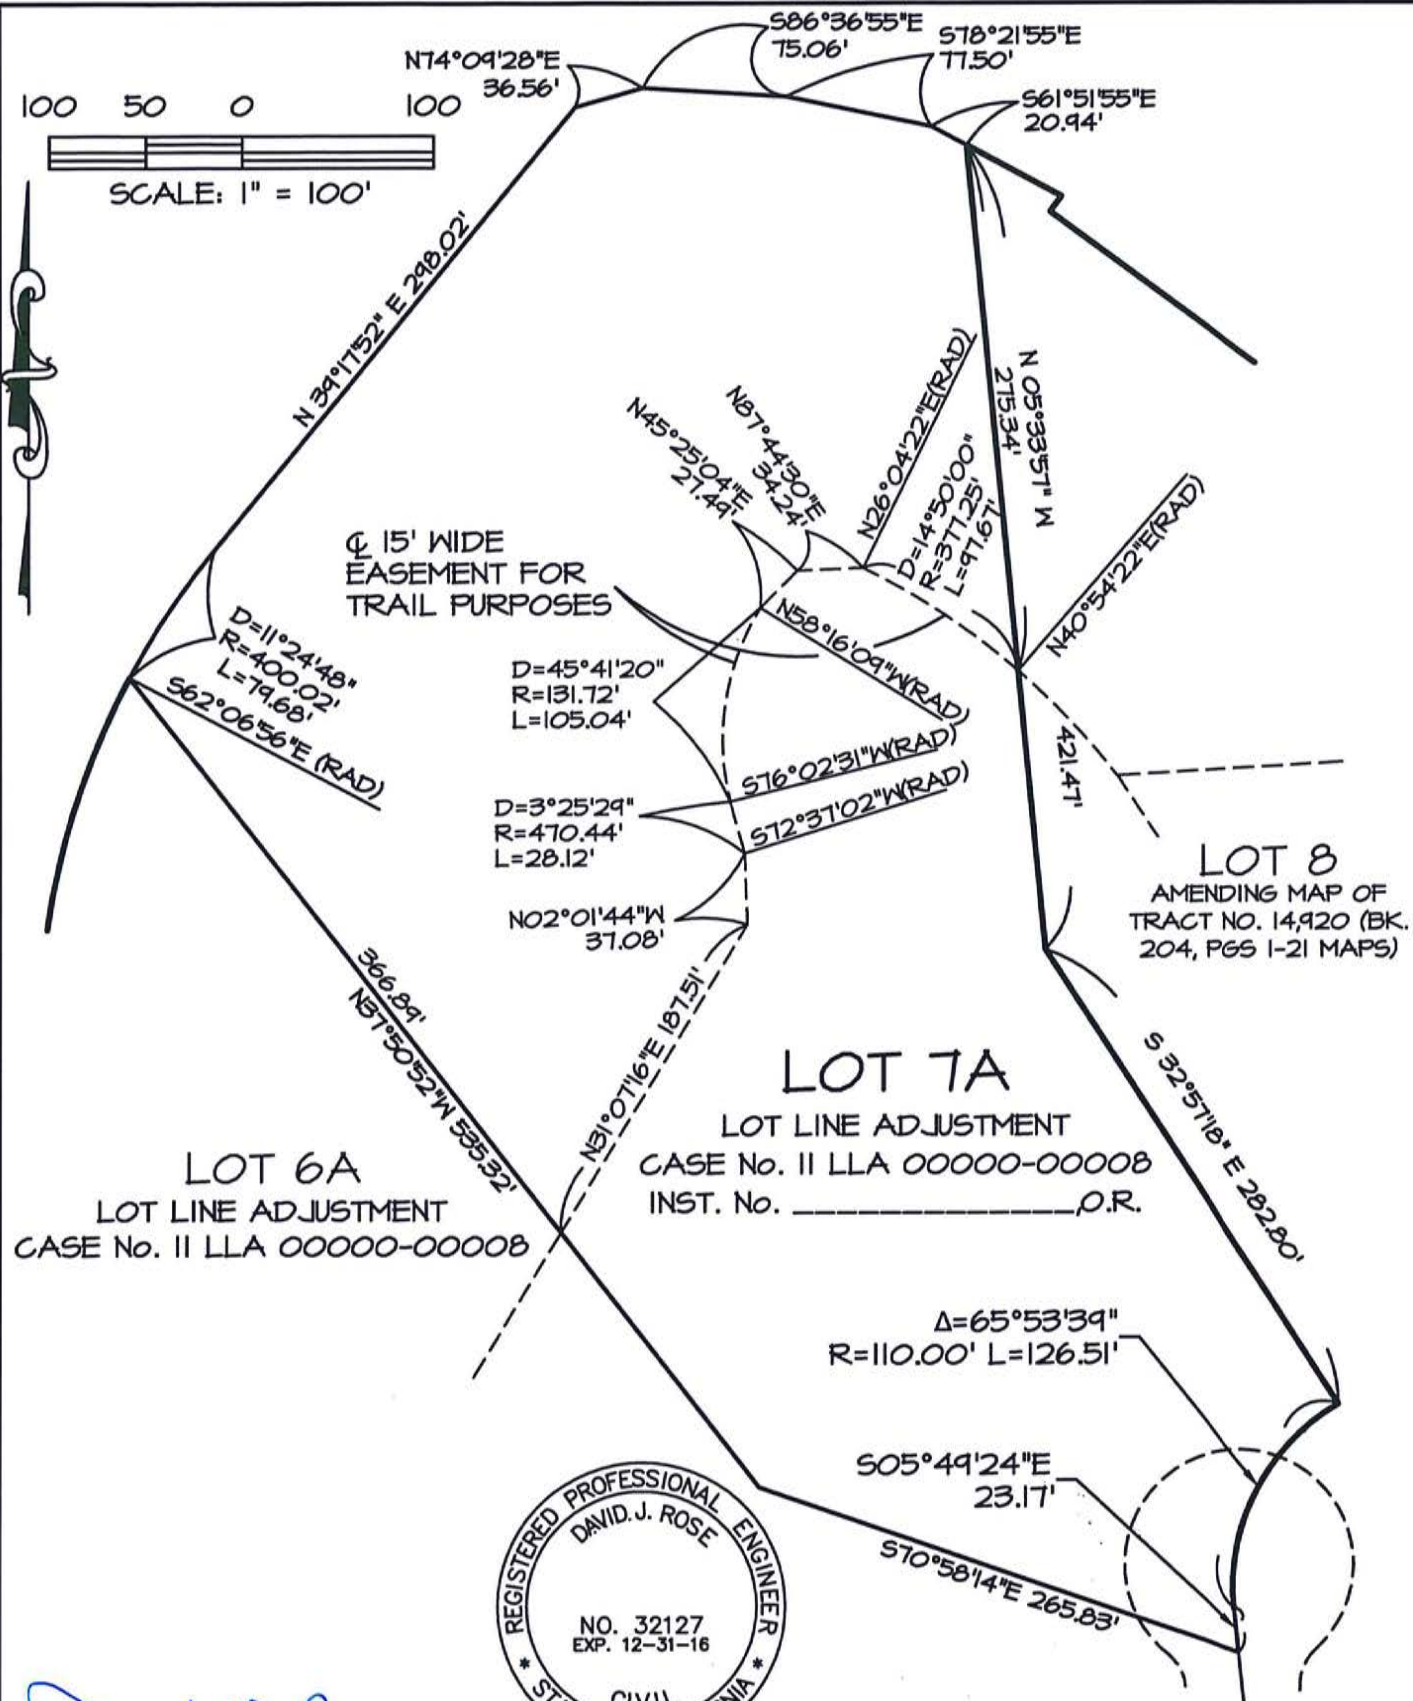 S86°36'55"E
75.06'
S78°21'55"E
77.50'
N74°09'28"E
36.56'
S61°51'55"E
20.94'
100 50 0 100
SCALE: 1" = 100'
N 39°17'52" E 298.02'
N 05°33'57" W
275.34'
N26°04'22"E(RAD)
N87°44'30"E
34.24'
N45°25'04"E
27.49'
D=14°50'00"
R=377.25'
L=97.67'
N40°54'22"E(RAD)
℄ 15' WIDE
EASEMENT FOR
TRAIL PURPOSES
N58°16'09"W(RAD)
D=11°24'48"
R=400.02'
L=79.68'
S62°06'56"E (RAD)
D=45°41'20"
R=131.72'
L=105.04'
S76°02'31"W(RAD)
S72°37'02"W(RAD)
421.47'
D=3°25'29"
R=470.44'
L=28.12'
LOT 8
AMENDING MAP OF
TRACT NO. 14,920 (BK.
204, PGS 1-21 MAPS)
N02°01'44"W
37.08'
366.89'
N37°50'52"W 535.32'
N31°07'16"E 187.51'
LOT 7A
LOT LINE ADJUSTMENT
CASE No. 11 LLA 00000-00008
INST. No. ______________,O.R.
S 32°57'18" E 282.80'
LOT 6A
LOT LINE ADJUSTMENT
CASE No. 11 LLA 00000-00008
Δ=65°53'39"
R=110.00' L=126.51'
S05°49'24"E
23.17'
S70°58'14"E 265.83'
REGISTERED PROFESSIONAL ENGINEER
DAVID. J. ROSE
NO. 32127
EXP. 12-31-16
CIVIL